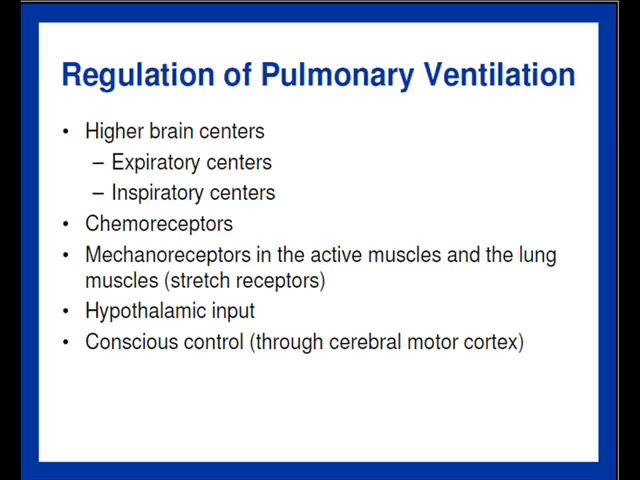 Regulation of Pulmonary Ventilation
• Higher brain centers
– Expiratory centers
– Inspiratory centers
• Chemoreceptors
• Mechanoreceptors in the active muscles and the lung
muscles (stretch receptors)
• Hypothalamic input
• Conscious control (through cerebral motor cortex)